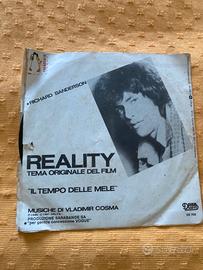 RICHARD SANDERSON
REALITY
TEMA ORIGINALE DEL FILM
"IL TEMPO DELLE MELE"
MUSICHE DI VLADIMIR COSMA
PRODUZIONE SARABANDE SA
"per gentile concessione VOGUE"